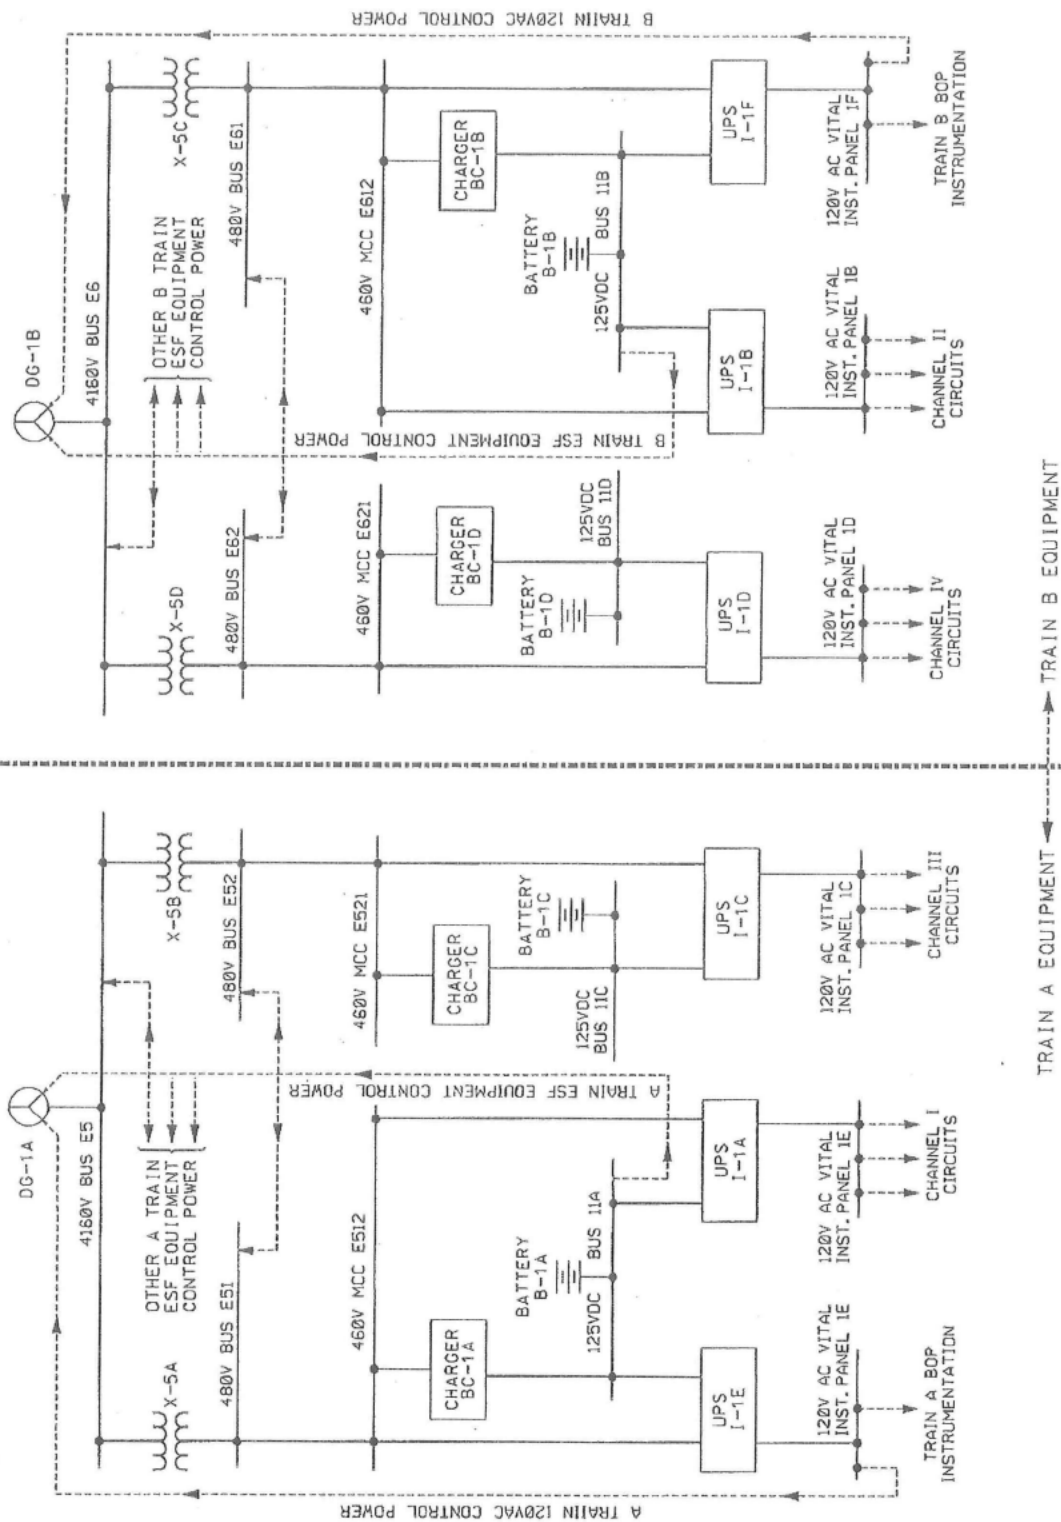 A TRAIIN 120VAC CONTROL POWER
DG-1A
4160V BUS E5
X-5A
OTHER A TRAIN
ESF EQUIPMENT
CONTROL POWER
X-5B
480V BUS E51
480V BUS E52
A TRAIN ESF EQUIPMENT CONTROL POWER
460V MCC E512
460V MCC E521
CHARGER
BC-1A
BATTERY
B-1A
125VDC
BUS 11A
CHARGER
BC-1C
BATTERY
B-1C
125VDC
BUS 11C
UPS
I-1E
UPS
I-1A
UPS
I-1C
120V AC VITAL
INST. PANEL 1E
120V AC VITAL
INST. PANEL 1E
120V AC VITAL
INST. PANEL 1C
TRAIN A BOP
INSTRUMENTATION
CHANNEL I
CIRCUITS
CHANNEL III
CIRCUITS
DG-1B
4160V BUS E6
X-5D
OTHER B TRAIN
ESF EQUIPMENT
CONTROL POWER
X-5C
B TRAIIN 120VAC CONTROL POWER
480V BUS E62
480V BUS E61
B TRAIN ESF EQUIPMENT CONTROL POWER
460V MCC E621
460V MCC E612
CHARGER
BC-1D
BATTERY
B-1D
125VDC
BUS 11D
CHARGER
BC-1B
BATTERY
B-1B
125VDC
BUS 11B
UPS
I-1D
UPS
I-1B
UPS
I-1F
120V AC VITAL
INST. PANEL 1D
120V AC VITAL
INST. PANEL 1B
120V AC VITAL
INST. PANEL 1F
CHANNEL IV
CIRCUITS
CHANNEL II
CIRCUITS
TRAIN B BOP
INSTRUMENTATION
TRAIN A EQUIPMENT
TRAIN B EQUIPMENT